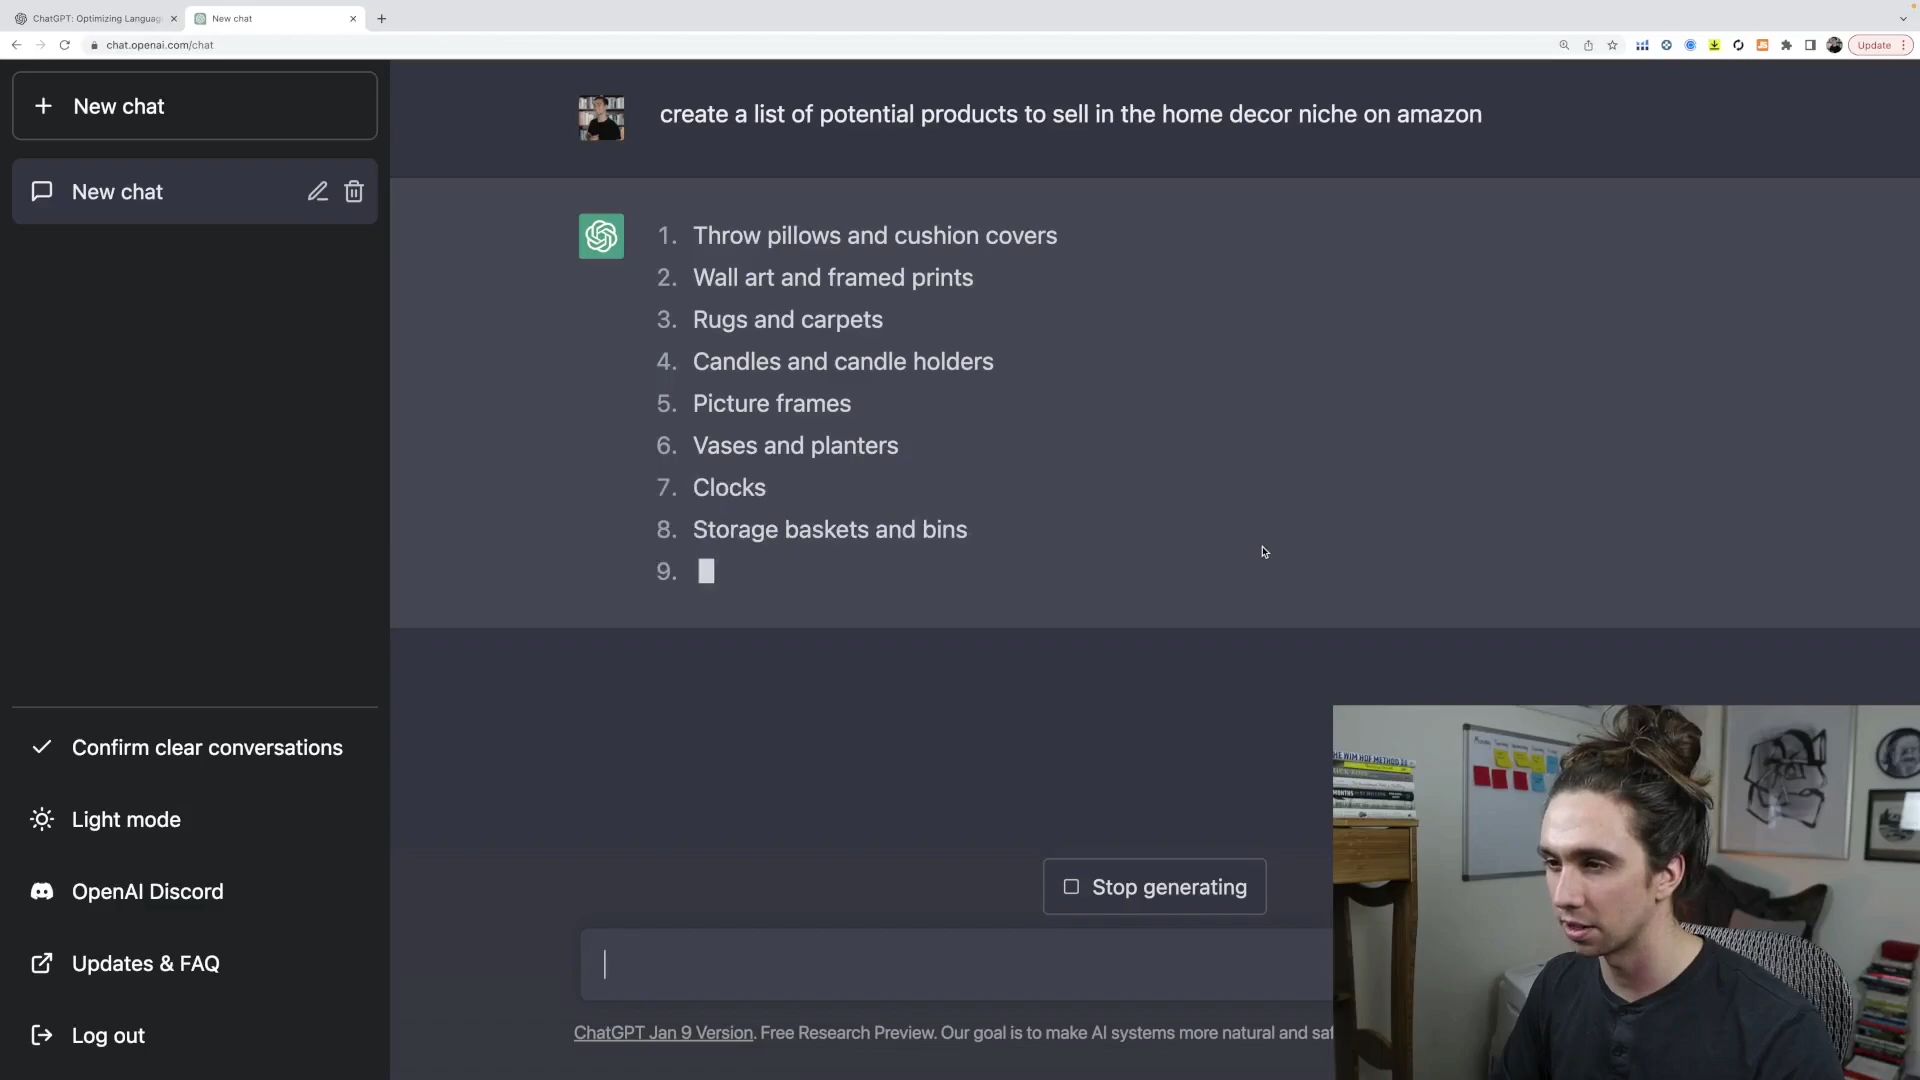 ChatGPT: Optimizing Languag
New chat
chat.openai.com/chat
Update
New chat
New chat
Confirm clear conversations
Light mode
OpenAI Discord
Updates & FAQ
Log out
create a list of potential products to sell in the home decor niche on amazon
1. Throw pillows and cushion covers
2. Wall art and framed prints
3. Rugs and carpets
4. Candles and candle holders
5. Picture frames
6. Vases and planters
7. Clocks
8. Storage baskets and bins
9.
Stop generating
ChatGPT Jan 9 Version. Free Research Preview. Our goal is to make AI systems more natural and saf
THE WIM HOF METHOD